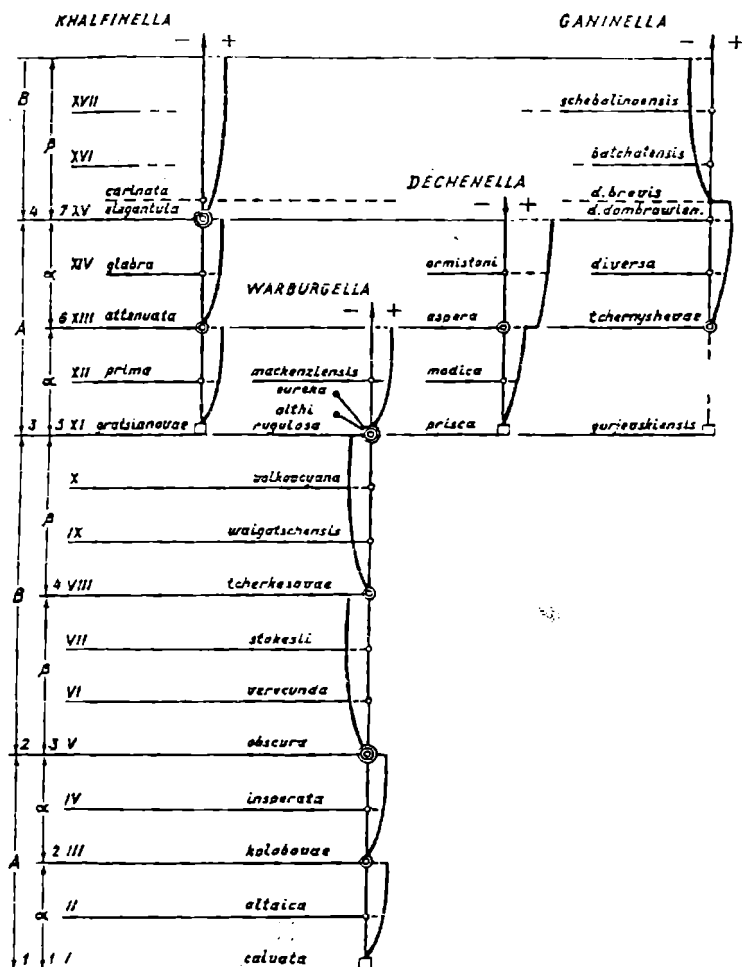 KHALFINELLA GANINELLA
- + - +
XVII schebalinoensis
B β
XVI batchatensis
carinata DECHENELLA d. brevis
4 7 XV elegantula - + d. dombrowien.
XIV glabra ormistoni diversa
α WARBURGELLA
A 6 XIII attenuata - + aspera tchernyshevae
XII prima mackenziensis modica
α eureka
althi
3 5 XI gratsianovae rugulosa prisca gurievskiensis
X volkovcyana
β
IX waigatschensis
B 4 VIII tcherkesovae
VII stokesii
β
VI verecunda
2 3 V obscura
IV insperata
α
A 2 III kolobovae
II altaica
α
1 1 I calvata